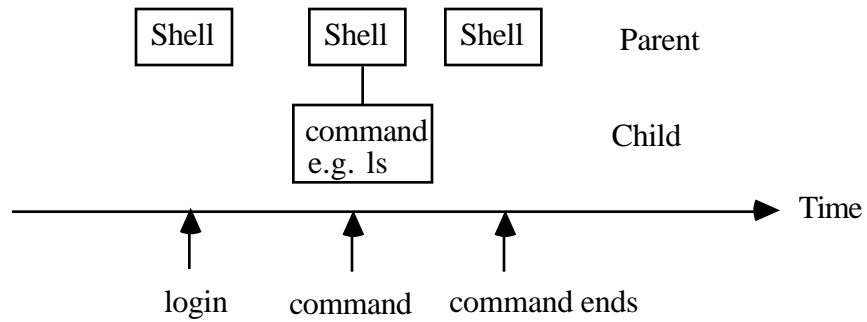 Shell Shell Shell Parent
command Child
e.g. ls
Time
login command command ends